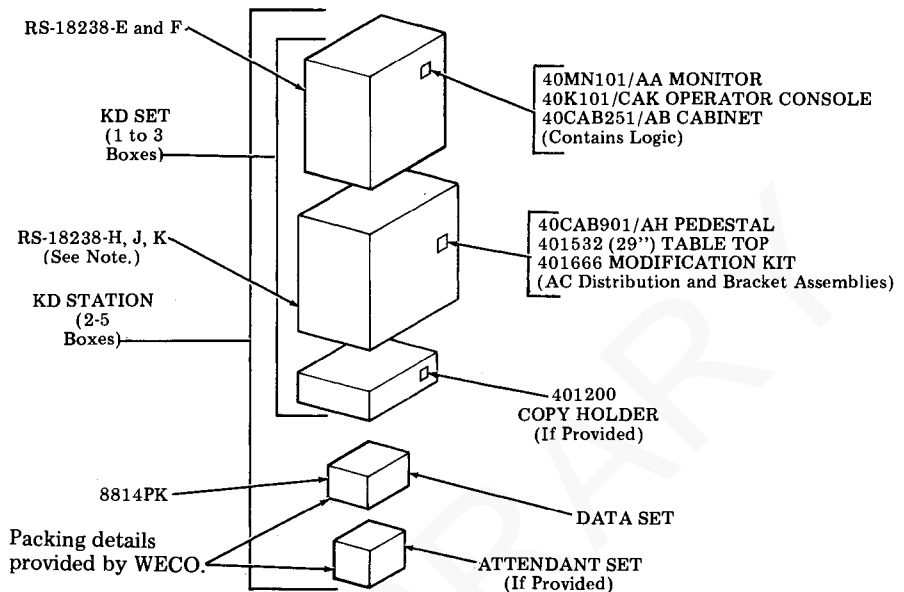 RS-18238-E and F
KD SET
(1 to 3
Boxes)
40MN101/AA MONITOR
40K101/CAK OPERATOR CONSOLE
40CAB251/AB CABINET
(Contains Logic)
RS-18238-H, J, K
(See Note.)
40CAB901/AH PEDESTAL
401532 (29”) TABLE TOP
401666 MODIFICATION KIT
(AC Distribution and Bracket Assemblies)
KD STATION
(2-5
Boxes)
401200
COPY HOLDER
(If Provided)
8814PK
DATA SET
Packing details
provided by WECO.
ATTENDANT SET
(If Provided)